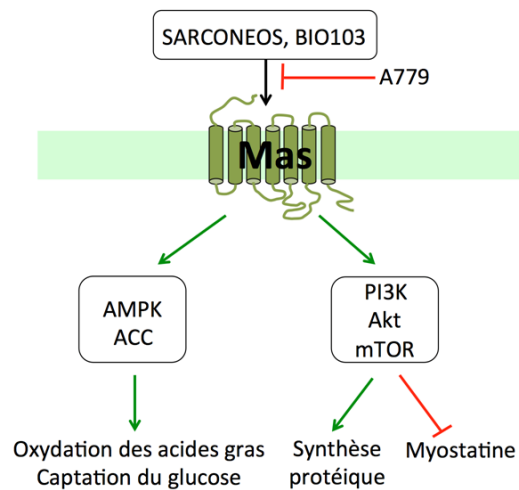 SARCONEOS, BIO103
A779
Mas
AMPK
ACC
PI3K
Akt
mTOR
Oxydation des acides gras
Captation du glucose
Synthèse
protéique
Myostatine